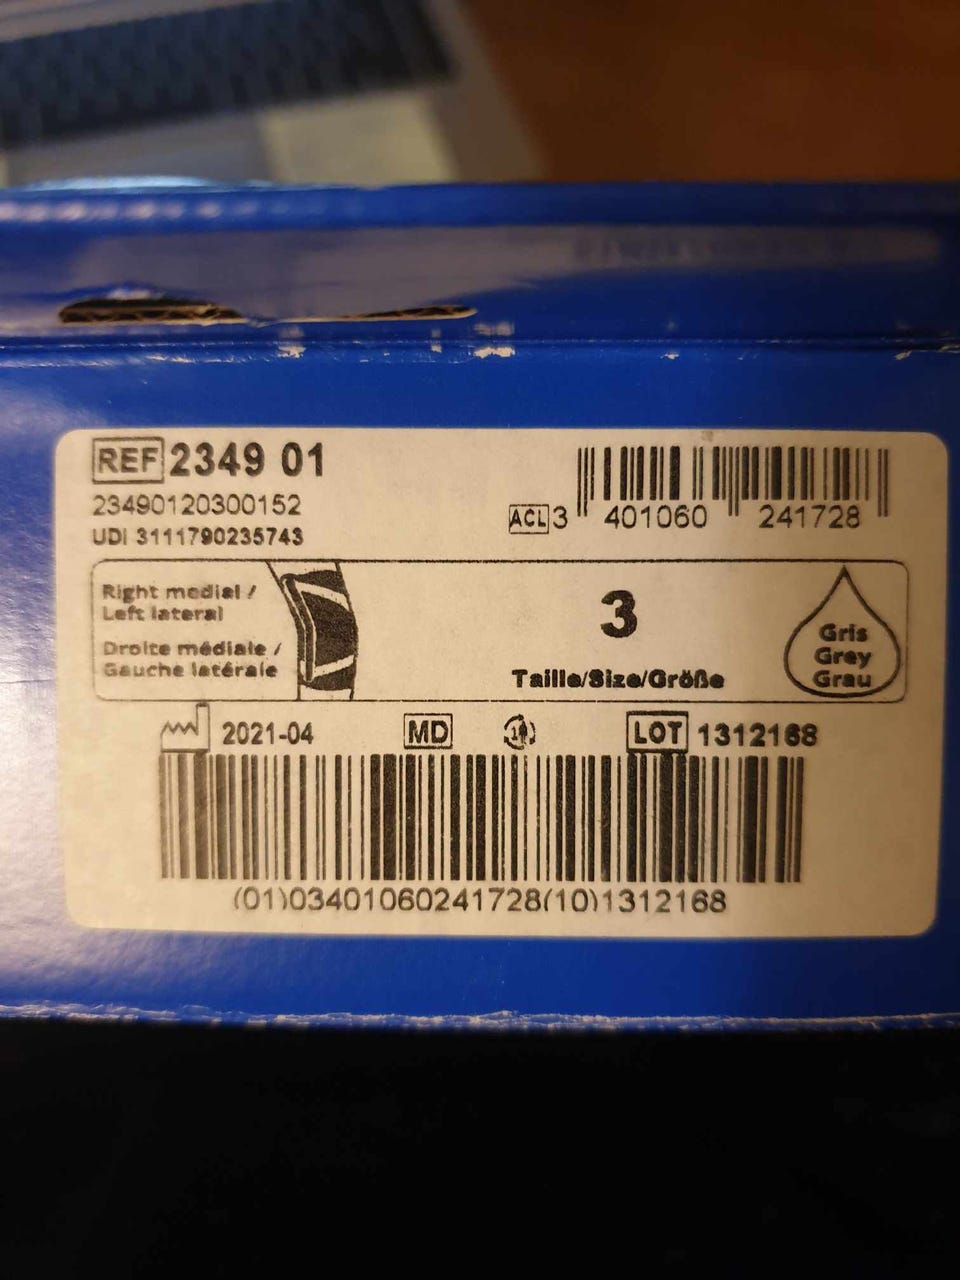 REF 2349 01
23490120300152
UDI 3111790235743
ACL 3 401060 241728
Right medial /
Left lateral
Droite médiale /
Gauche latérale
3
Taille/Size/Größe
Gris
Grey
Grau
2021-04 MD LOT 1312168
(01)03401060241728(10)1312168